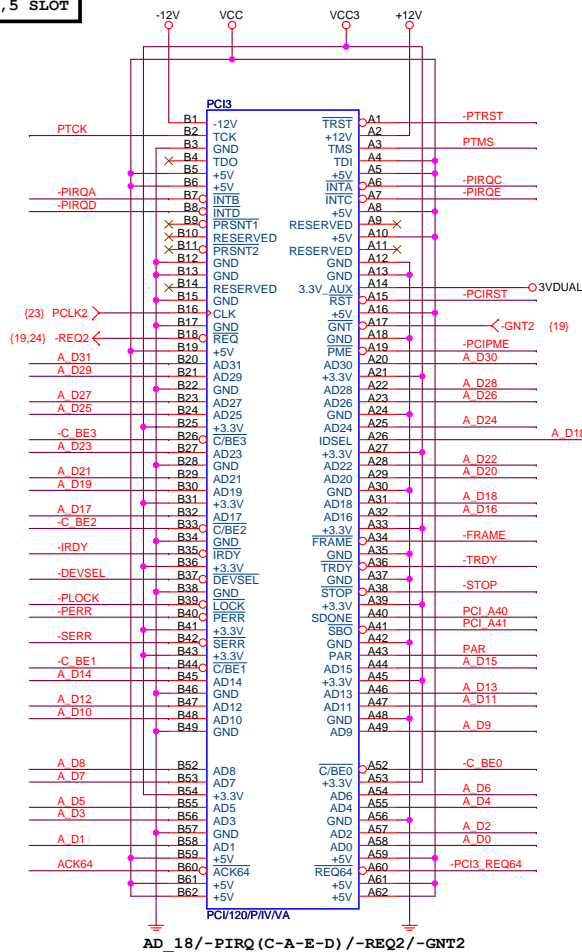 ,5 SLOT
-12V VCC VCC3 +12V
PCI3
B1 -12V TRST A1 -PTRST
PTCK B2 TCK +12V A2
B3 GND TMS A3 PTMS
B4 TDO TDI A4
B5 +5V +5V A5
B6 +5V INTA A6 -PIRQC
-PIRQA B7 INTB INTC A7 -PIRQE
-PIRQD B8 INTD +5V A8
B9 PRSNT1 RESERVED A9
B10 RESERVED +5V A10
B11 PRSNT2 RESERVED A11
B12 GND GND A12
B13 GND GND A13
B14 RESERVED 3.3V_AUX A14 3VDUAL
B15 GND RST A15 -PCIRST
{23} PCLK2 B16 CLK +5V A16
B17 GND GNT A17 -GNT2 {19}
{19,24} -REQ2 B18 REQ GND A18
B19 +5V PME A19 -PCIPME
A_D31 B20 AD31 AD30 A20 A_D30
A_D29 B21 AD29 +3.3V A21
B22 GND AD28 A22 A_D28
A_D27 B23 AD27 AD26 A23 A_D26
A_D25 B24 AD25 GND A24
B25 +3.3V AD24 A25 A_D24
-C_BE3 B26 C/BE3 IDSEL A26 A_D18
A_D23 B27 AD23 +3.3V A27
B28 GND AD22 A28 A_D22
A_D21 B29 AD21 AD20 A29 A_D20
A_D19 B30 AD19 GND A30
B31 +3.3V AD18 A31 A_D18
A_D17 B32 AD17 AD16 A32 A_D16
-C_BE2 B33 C/BE2 +3.3V A33
B34 GND FRAME A34 -FRAME
-IRDY B35 IRDY GND A35
B36 +3.3V TRDY A36 -TRDY
-DEVSEL B37 DEVSEL GND A37
B38 GND STOP A38 -STOP
-PLOCK B39 LOCK +3.3V A39
-PERR B40 PERR SDONE A40 PCI_A40
B41 +3.3V SBO A41 PCI_A41
-SERR B42 SERR GND A42
B43 +3.3V PAR A43 PAR
-C_BE1 B44 C/BE1 AD15 A44 A_D15
A_D14 B45 AD14 +3.3V A45
B46 GND AD13 A46 A_D13
A_D12 B47 AD12 AD11 A47 A_D11
A_D10 B48 AD10 GND A48
B49 GND AD9 A49 A_D9
A_D8 B52 AD8 C/BE0 A52 -C_BE0
A_D7 B53 AD7 +3.3V A53
B54 +3.3V AD6 A54 A_D6
A_D5 B55 AD5 AD4 A55 A_D4
A_D3 B56 AD3 GND A56
B57 GND AD2 A57 A_D2
A_D1 B58 AD1 AD0 A58 A_D0
B59 +5V +5V A59
ACK64 B60 ACK64 REQ64 A60 -PCI3_REQ64
B61 +5V +5V A61
B62 +5V +5V A62
PCI/120/P/IV/VA
AD_18/-PIRQ(C-A-E-D)/-REQ2/-GNT2